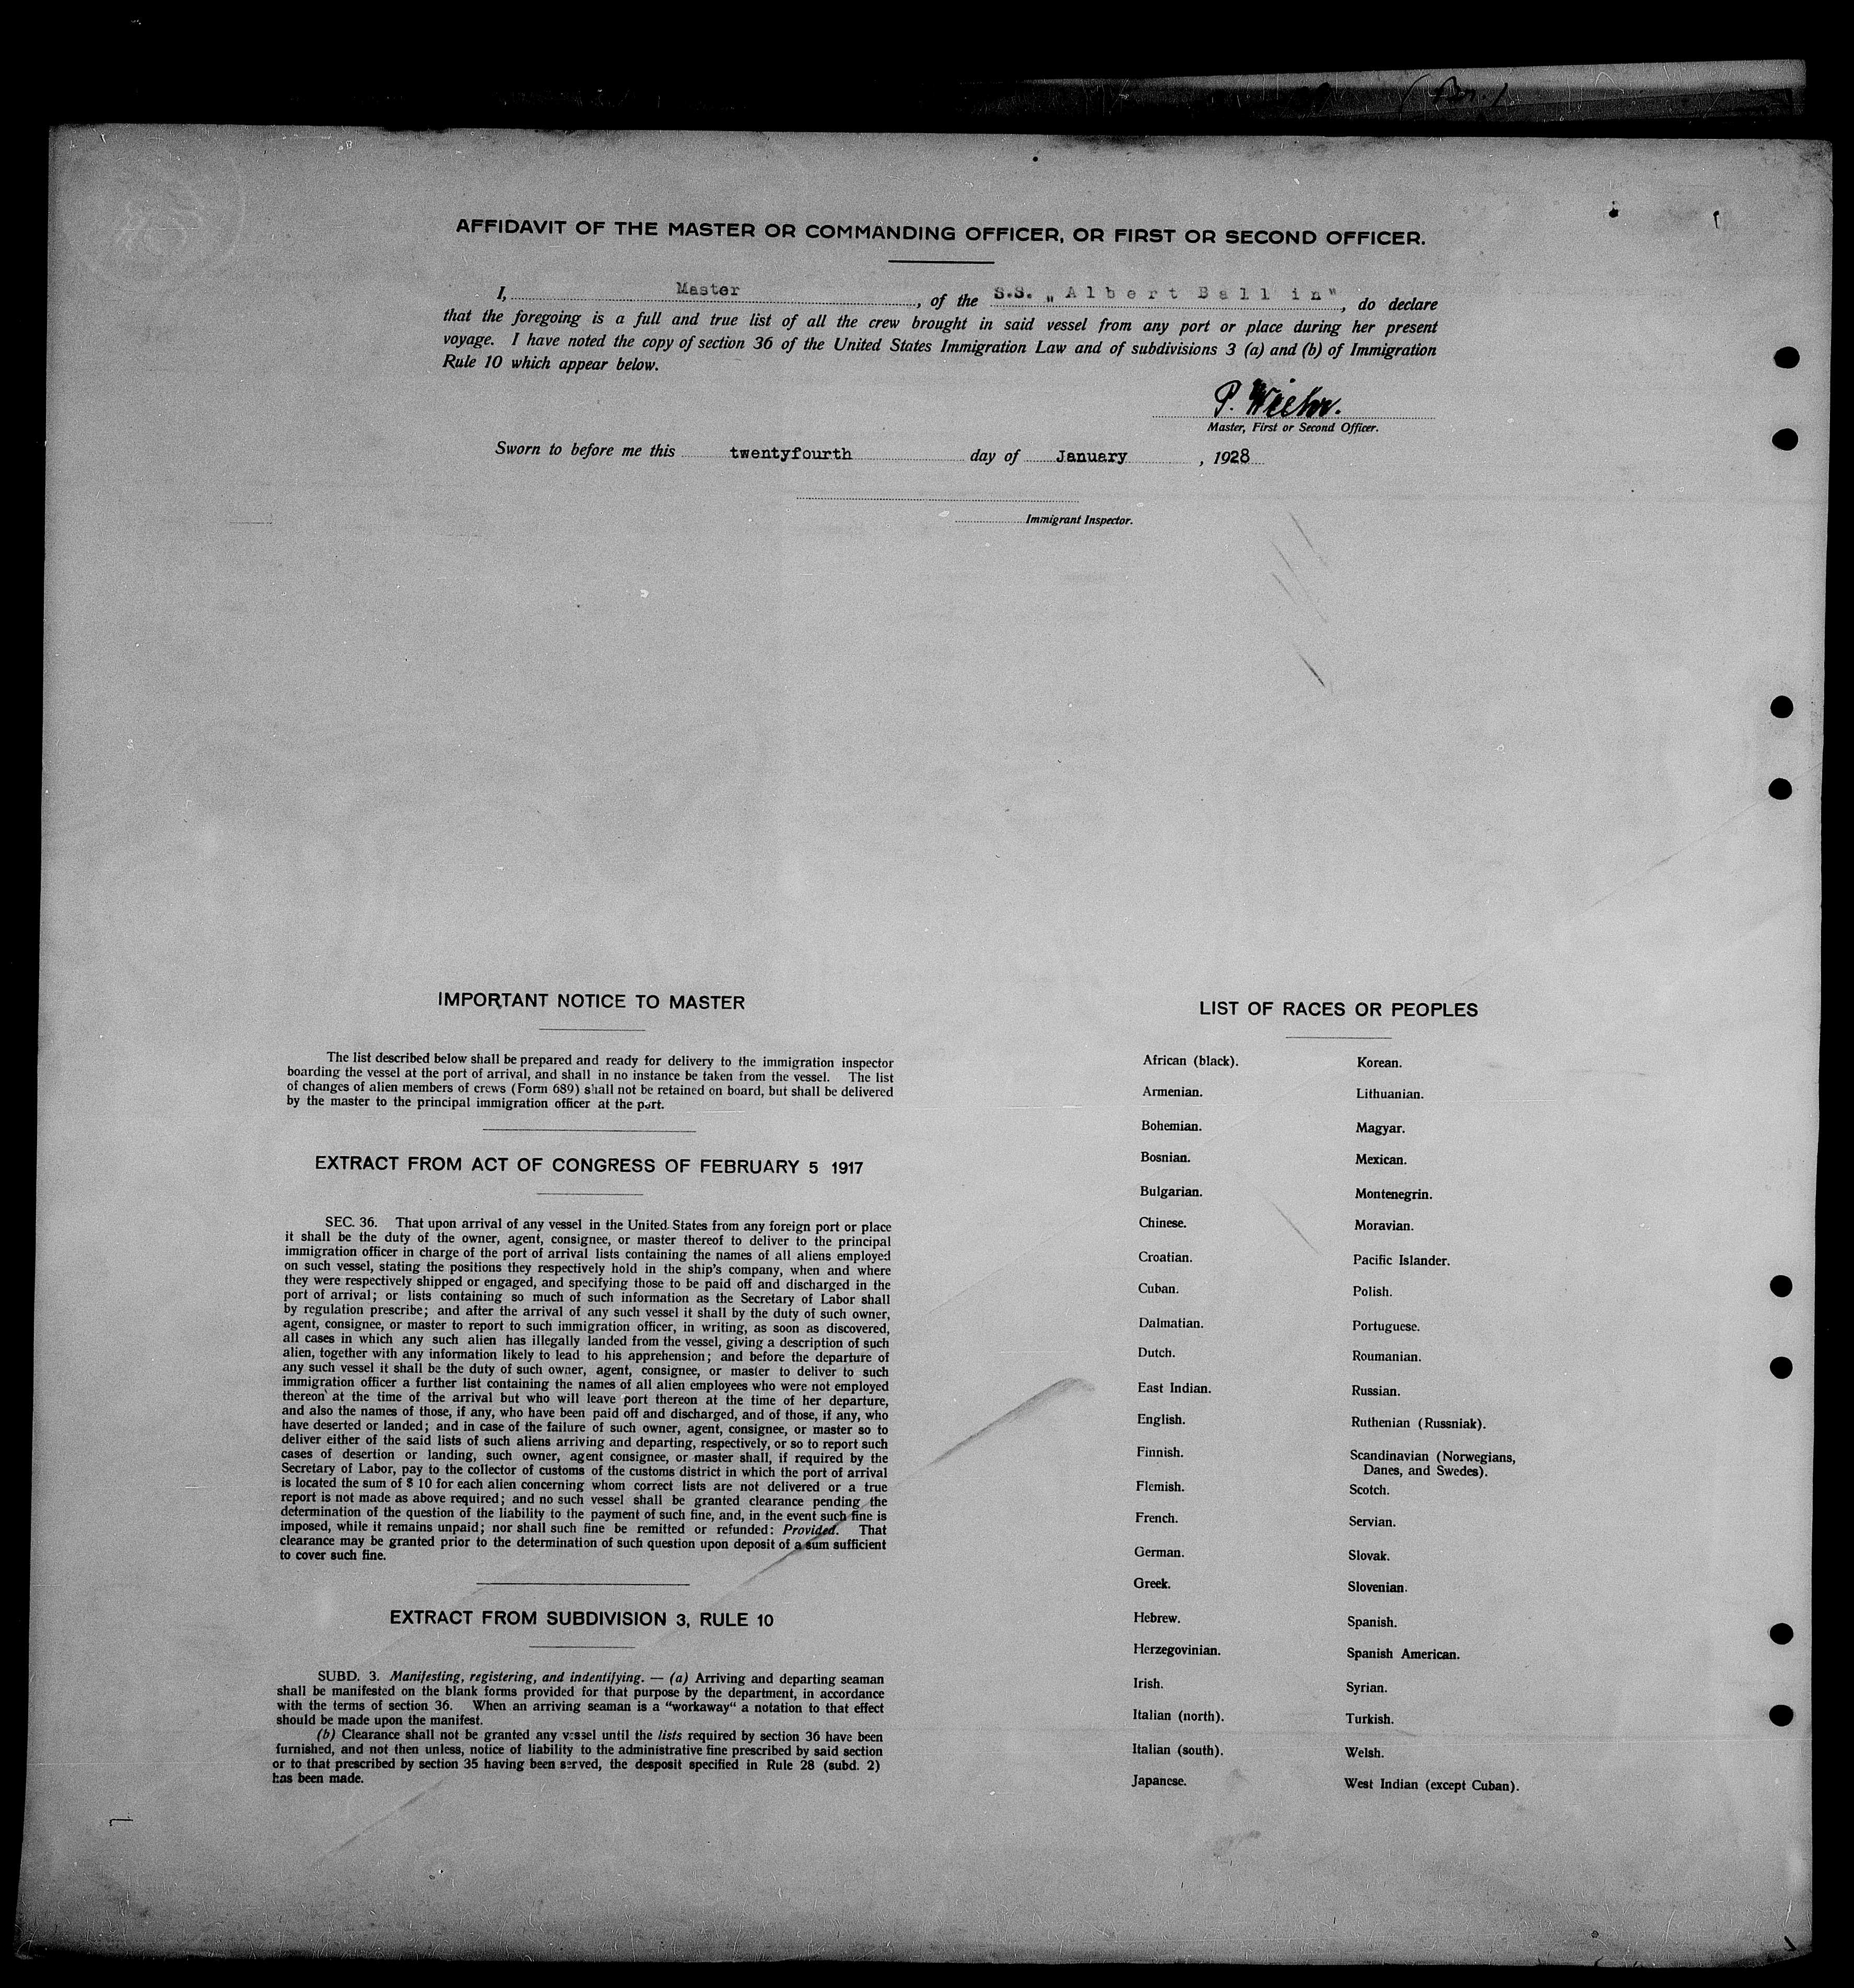 AFFIDAVIT OF THE MASTER OR COMMANDING OFFICER, OR FIRST OR SECOND OFFICER.
I, Master, of the S.S. „Albert Ballin", do declare
that the foregoing is a full and true list of all the crew brought in said vessel from any port or place during her present
voyage. I have noted the copy of section 36 of the United States Immigration Law and of subdivisions 3 (a) and (b) of Immigration
Rule 10 which appear below.
P. Wiehr.
Master, First or Second Officer.
Sworn to before me this twentyfourth day of January, 1928
Immigrant Inspector.
IMPORTANT NOTICE TO MASTER
The list described below shall be prepared and ready for delivery to the immigration inspector
boarding the vessel at the port of arrival, and shall in no instance be taken from the vessel. The list
of changes of alien members of crews (Form 689) shall not be retained on board, but shall be delivered
by the master to the principal immigration officer at the port.
EXTRACT FROM ACT OF CONGRESS OF FEBRUARY 5 1917
SEC. 36. That upon arrival of any vessel in the United States from any foreign port or place
it shall be the duty of the owner, agent, consignee, or master thereof to deliver to the principal
immigration officer in charge of the port of arrival lists containing the names of all aliens employed
on such vessel, stating the positions they respectively hold in the ship's company, when and where
they were respectively shipped or engaged, and specifying those to be paid off and discharged in the
port of arrival; or lists containing so much of such information as the Secretary of Labor shall
by regulation prescribe; and after the arrival of any such vessel it shall by the duty of such owner,
agent, consignee, or master to report to such immigration officer, in writing, as soon as discovered,
all cases in which any such alien has illegally landed from the vessel, giving a description of such
alien, together with any information likely to lead to his apprehension; and before the departure of
any such vessel it shall be the duty of such owner, agent, consignee, or master to deliver to such
immigration officer a further list containing the names of all alien employees who were not employed
thereon at the time of the arrival but who will leave port thereon at the time of her departure,
and also the names of those, if any, who have been paid off and discharged, and of those, if any, who
have deserted or landed; and in case of the failure of such owner, agent, consignee, or master so to
deliver either of the said lists of such aliens arriving and departing, respectively, or so to report such
cases of desertion or landing, such owner, agent consignee, or master shall, if required by the
Secretary of Labor, pay to the collector of customs of the customs district in which the port of arrival
is located the sum of $ 10 for each alien concerning whom correct lists are not delivered or a true
report is not made as above required; and no such vessel shall be granted clearance pending the
determination of the question of the liability to the payment of such fine, and, in the event such fine is
imposed, while it remains unpaid; nor shall such fine be remitted or refunded: Provided. That
clearance may be granted prior to the determination of such question upon deposit of a sum sufficient
to cover such fine.
EXTRACT FROM SUBDIVISION 3, RULE 10
SUBD. 3. Manifesting, registering, and indentifying. — (a) Arriving and departing seaman
shall be manifested on the blank forms provided for that purpose by the department, in accordance
with the terms of section 36. When an arriving seaman is a "workaway" a notation to that effect
should be made upon the manifest.
(b) Clearance shall not be granted any vessel until the lists required by section 36 have been
furnished, and not then unless, notice of liability to the administrative fine prescribed by said section
or to that prescribed by section 35 having been served, the desposit specified in Rule 28 (subd. 2)
has been made.
LIST OF RACES OR PEOPLES
African (black).
Armenian.
Bohemian.
Bosnian.
Bulgarian.
Chinese.
Croatian.
Cuban.
Dalmatian.
Dutch.
East Indian.
English.
Finnish.
Flemish.
French.
German.
Greek.
Hebrew.
Herzegovinian.
Irish.
Italian (north).
Italian (south).
Japanese.
Korean.
Lithuanian.
Magyar.
Mexican.
Montenegrin.
Moravian.
Pacific Islander.
Polish.
Portuguese.
Roumanian.
Russian.
Ruthenian (Russniak).
Scandinavian (Norwegians,
Danes, and Swedes).
Scotch.
Servian.
Slovak.
Slovenian.
Spanish.
Spanish American.
Syrian.
Turkish.
Welsh.
West Indian (except Cuban).